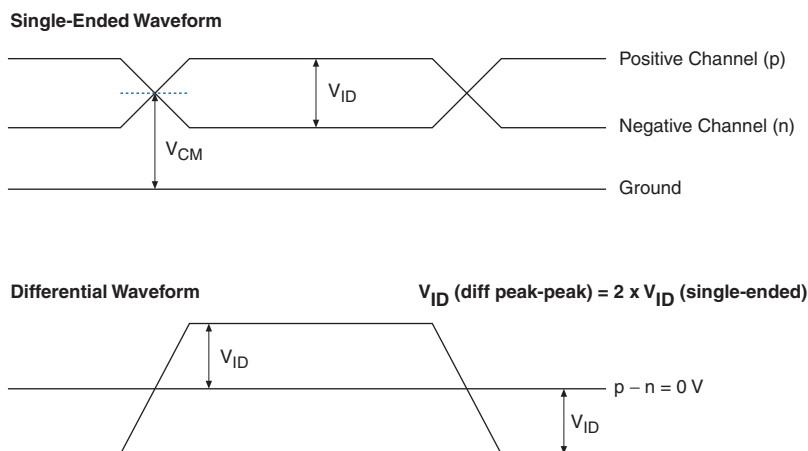 Single-Ended Waveform
Positive Channel (p)
V_ID
Negative Channel (n)
V_CM
Ground
Differential Waveform
V_ID (diff peak-peak) = 2 x V_ID (single-ended)
V_ID
p – n = 0 V
V_ID